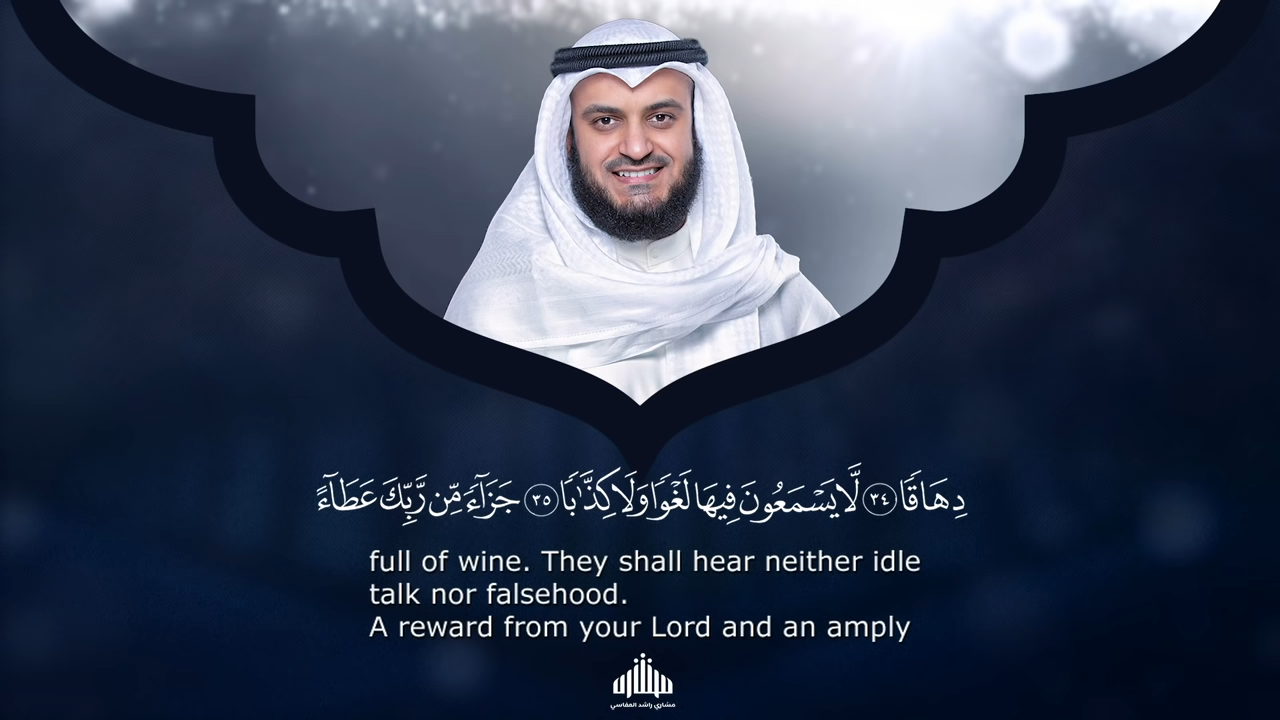 دِهَاقًا ٣٤ لَّا يَسْمَعُونَ فِيهَا لَغْوًا وَلَا كِذَّٰبًا ٣٥ جَزَآءً مِّن رَّبِّكَ عَطَآءً
full of wine. They shall hear neither idle
talk nor falsehood.
A reward from your Lord and an amply
مشاري راشد العفاسي